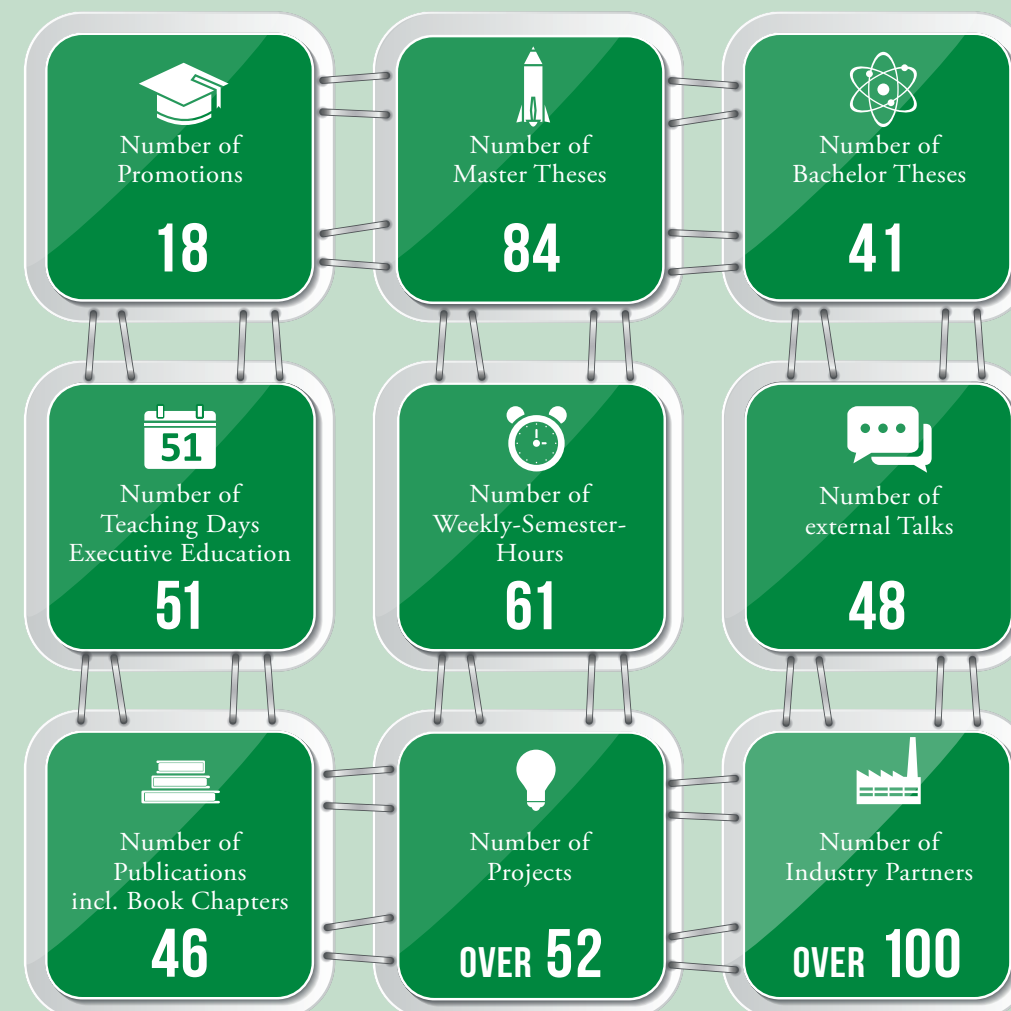 Number of
Promotions
18
Number of
Master Theses
84
Number of
Bachelor Theses
41
51
Number of
Teaching Days
Executive Education
51
Number of
Weekly-Semester-
Hours
61
Number of
external Talks
48
Number of
Publications
incl. Book Chapters
46
Number of
Projects
OVER 52
Number of
Industry Partners
OVER 100